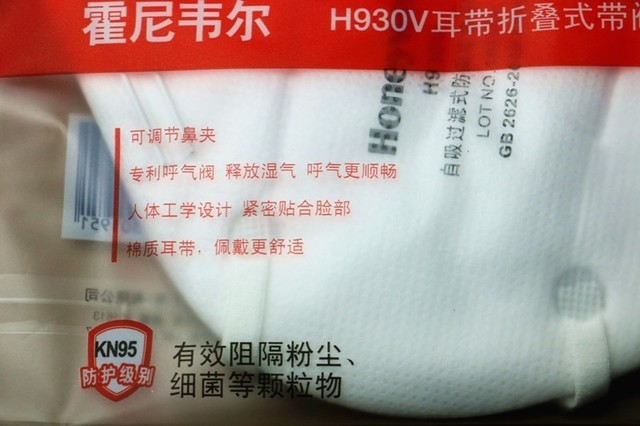 霍尼韦尔
H930V耳带折叠式带
Hone
H9
自吸过滤式防
LOT NO
GB 2626-2
可调节鼻夹
专利呼气阀 释放湿气 呼气更顺畅
人体工学设计 紧密贴合脸部
棉质耳带，佩戴更舒适
KN95
防护级别
有效阻隔粉尘、
细菌等颗粒物